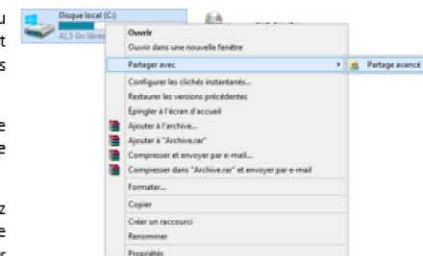 Disque local (C:)
Ouvrir
Ouvrir dans une nouvelle fenêtre
Partager avec
Partage avancé
Configurer les clichés instantanés...
Restaurer les versions précédentes
Épingler à l'écran d'accueil
Ajouter à l'archive...
Ajouter à "Archive.rar"
Compresser et envoyer par e-mail...
Compresser dans "Archive.rar" et envoyer par e-mail
Formater...
Copier
Créer un raccourci
Renommer
Propriétés